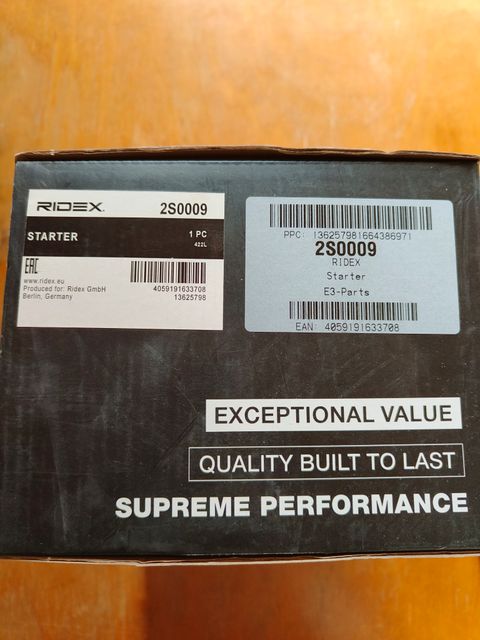 RIDEX 2S0009
STARTER 1 PC
422L
EAC
www.ridex.eu
Produced for: Ridex GmbH
Berlin, Germany
4059191633708
13625798
PPC: 136257981664386971
2S0009
RIDEX
Starter
E3-Parts
EAN: 4059191633708
EXCEPTIONAL VALUE
QUALITY BUILT TO LAST
SUPREME PERFORMANCE